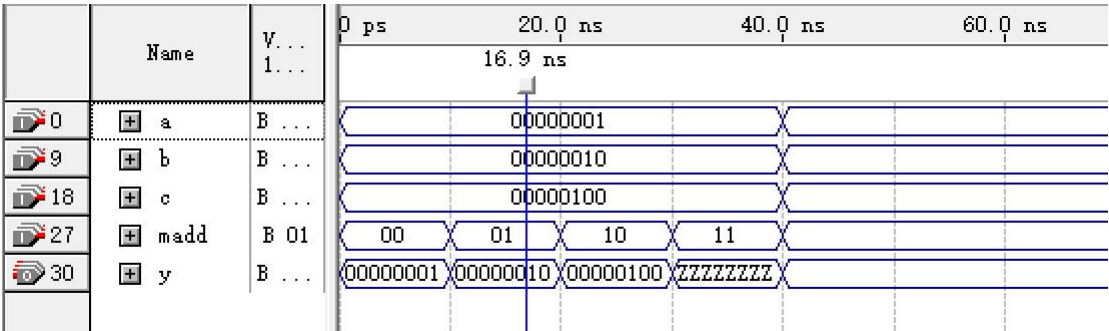 Name V... 1... 0 ps 20.0 ns 40.0 ns 60.0 ns
16.9 ns
0 a B ... 00000001
9 b B ... 00000010
18 c B ... 00000100
27 madd B 01 00 01 10 11
30 y B ... 00000001 00000010 00000100 ZZZZZZZZ